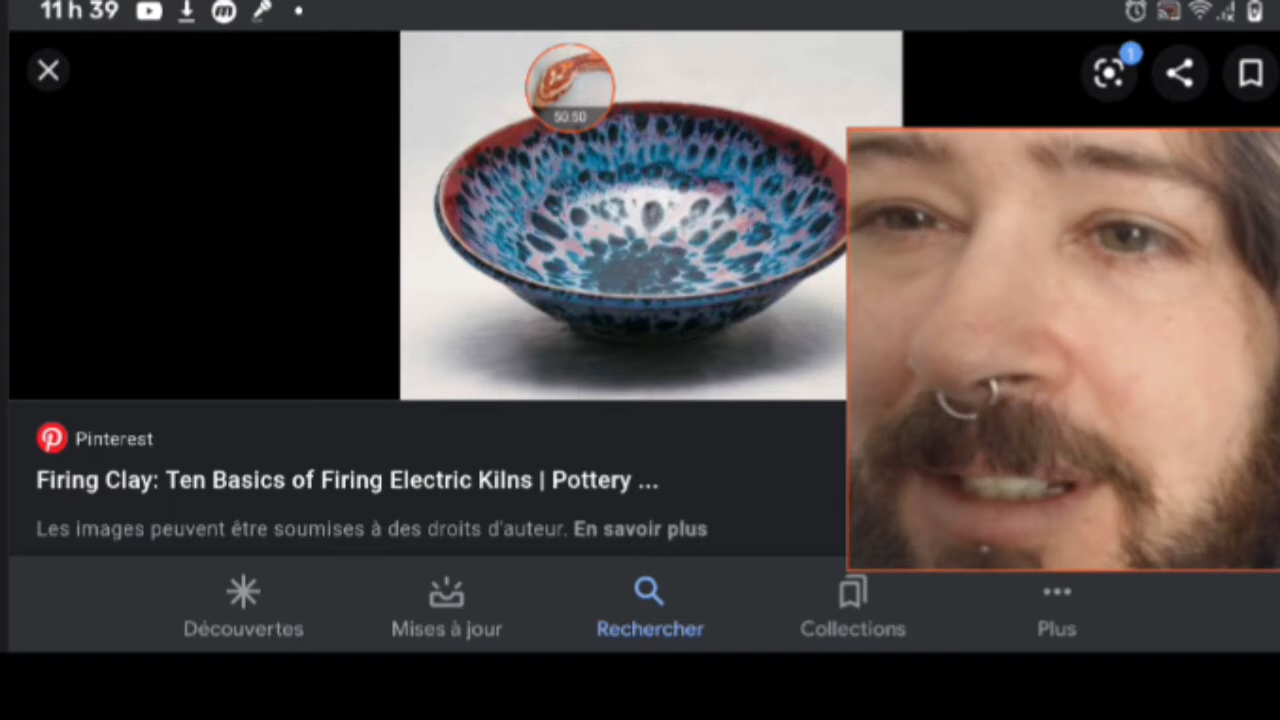 11 h 39
1
50:50
Pinterest
Firing Clay: Ten Basics of Firing Electric Kilns | Pottery ...
Les images peuvent être soumises à des droits d'auteur. En savoir plus
Découvertes
Mises à jour
Rechercher
Collections
Plus